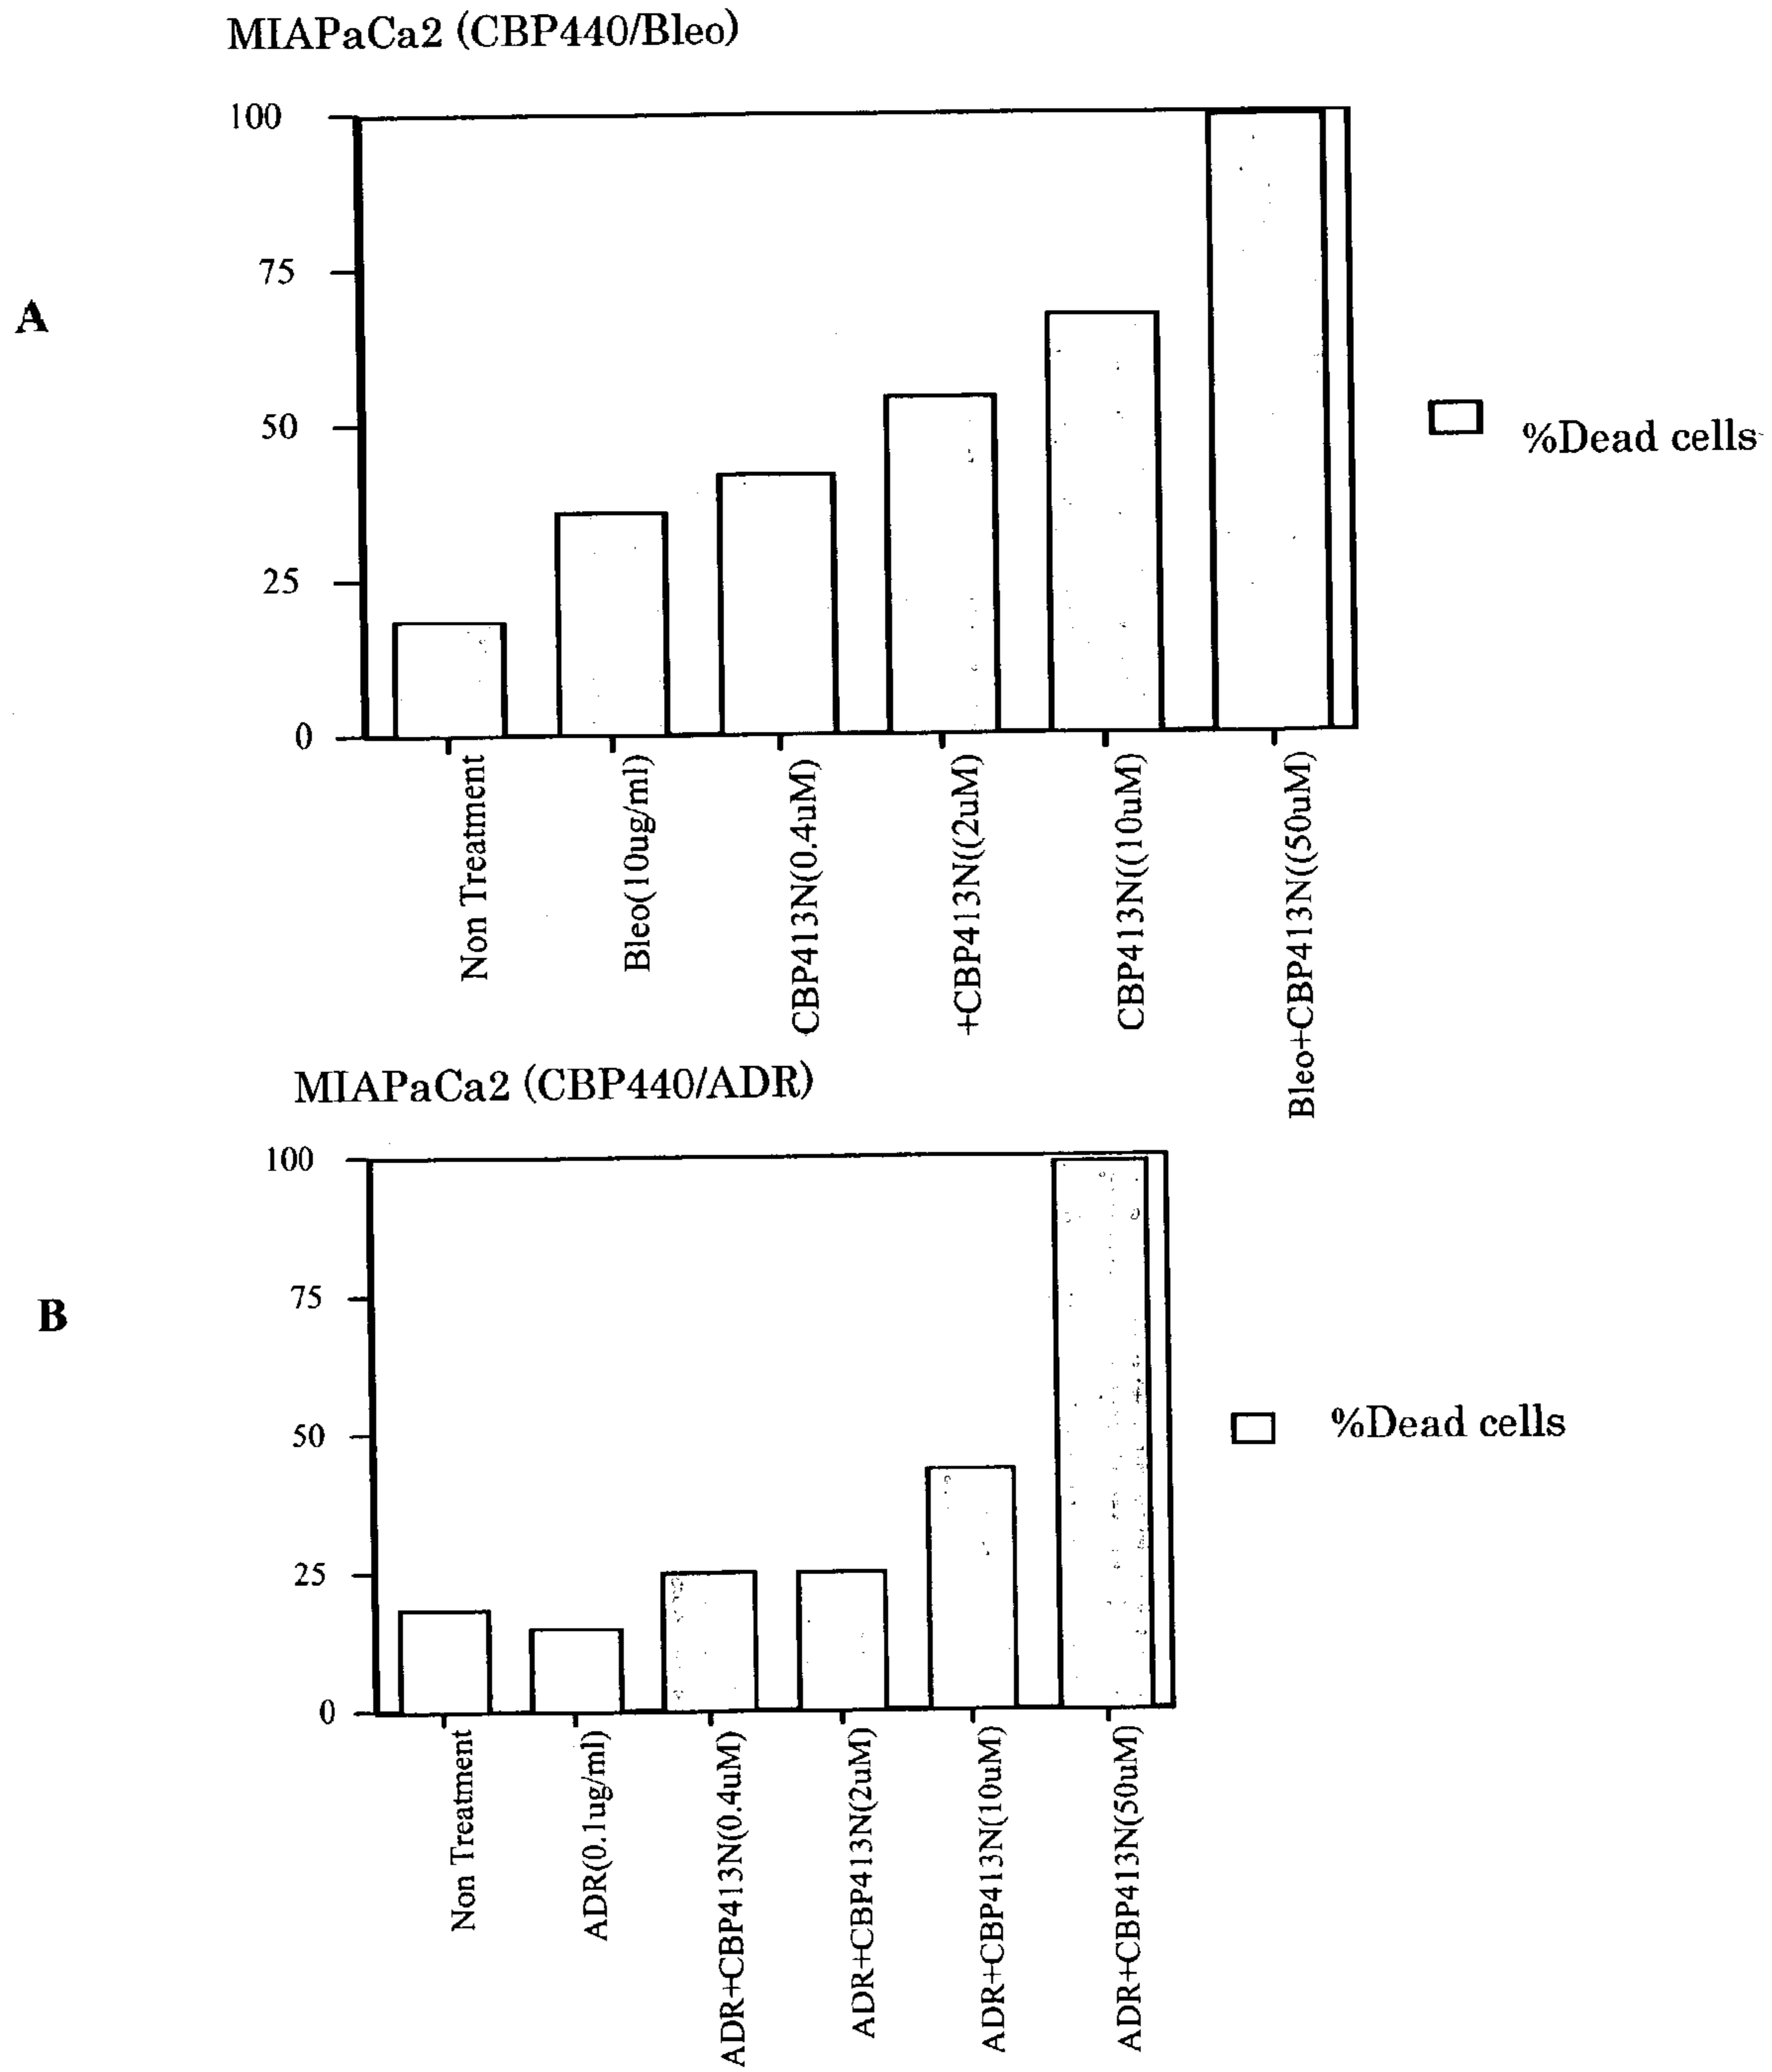 MIAPaCa2 (CBP440/Bleo)
100
75
50
25
0
A
%Dead cells
Non Treatment
Bleo(10ug/ml)
CBP413N(0.4uM)
+CBP413N((2uM)
CBP413N((10uM)
Bleo+CBP413N((50uM)
MIAPaCa2 (CBP440/ADR)
100
75
50
25
0
B
%Dead cells
Non Treatment
ADR(0.1ug/ml)
ADR+CBP413N(0.4uM)
ADR+CBP413N(2uM)
ADR+CBP413N(10uM)
ADR+CBP413N(50uM)